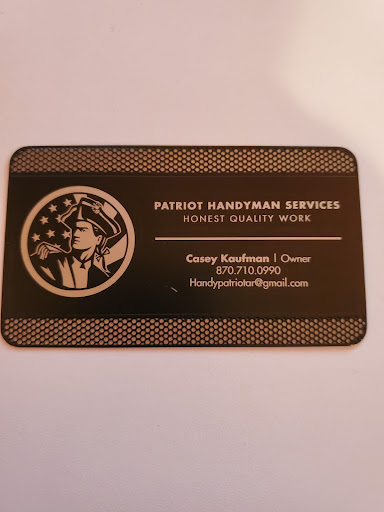 PATRIOT HANDYMAN SERVICES
HONEST QUALITY WORK
Casey Kaufman | Owner
870.710.0990
Handypatriotar@gmail.com